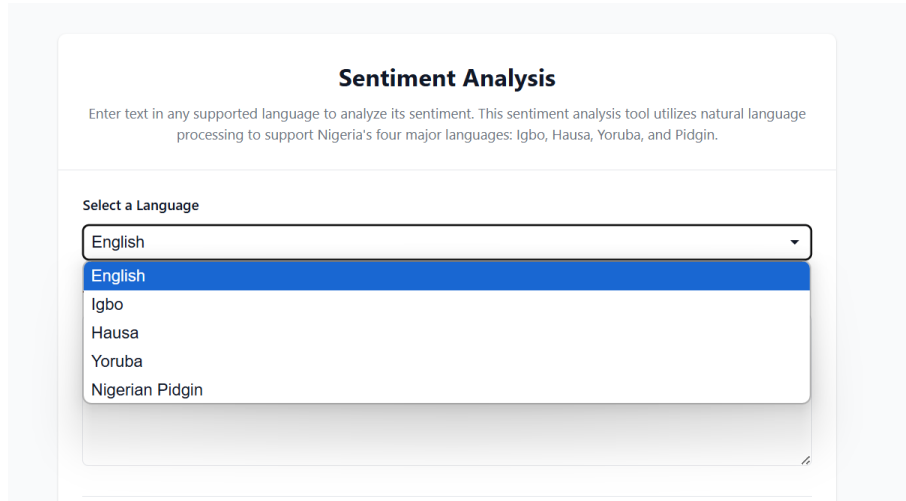 Sentiment Analysis
Enter text in any supported language to analyze its sentiment. This sentiment analysis tool utilizes natural language
processing to support Nigeria's four major languages: Igbo, Hausa, Yoruba, and Pidgin.
Select a Language
English
English
Igbo
Hausa
Yoruba
Nigerian Pidgin